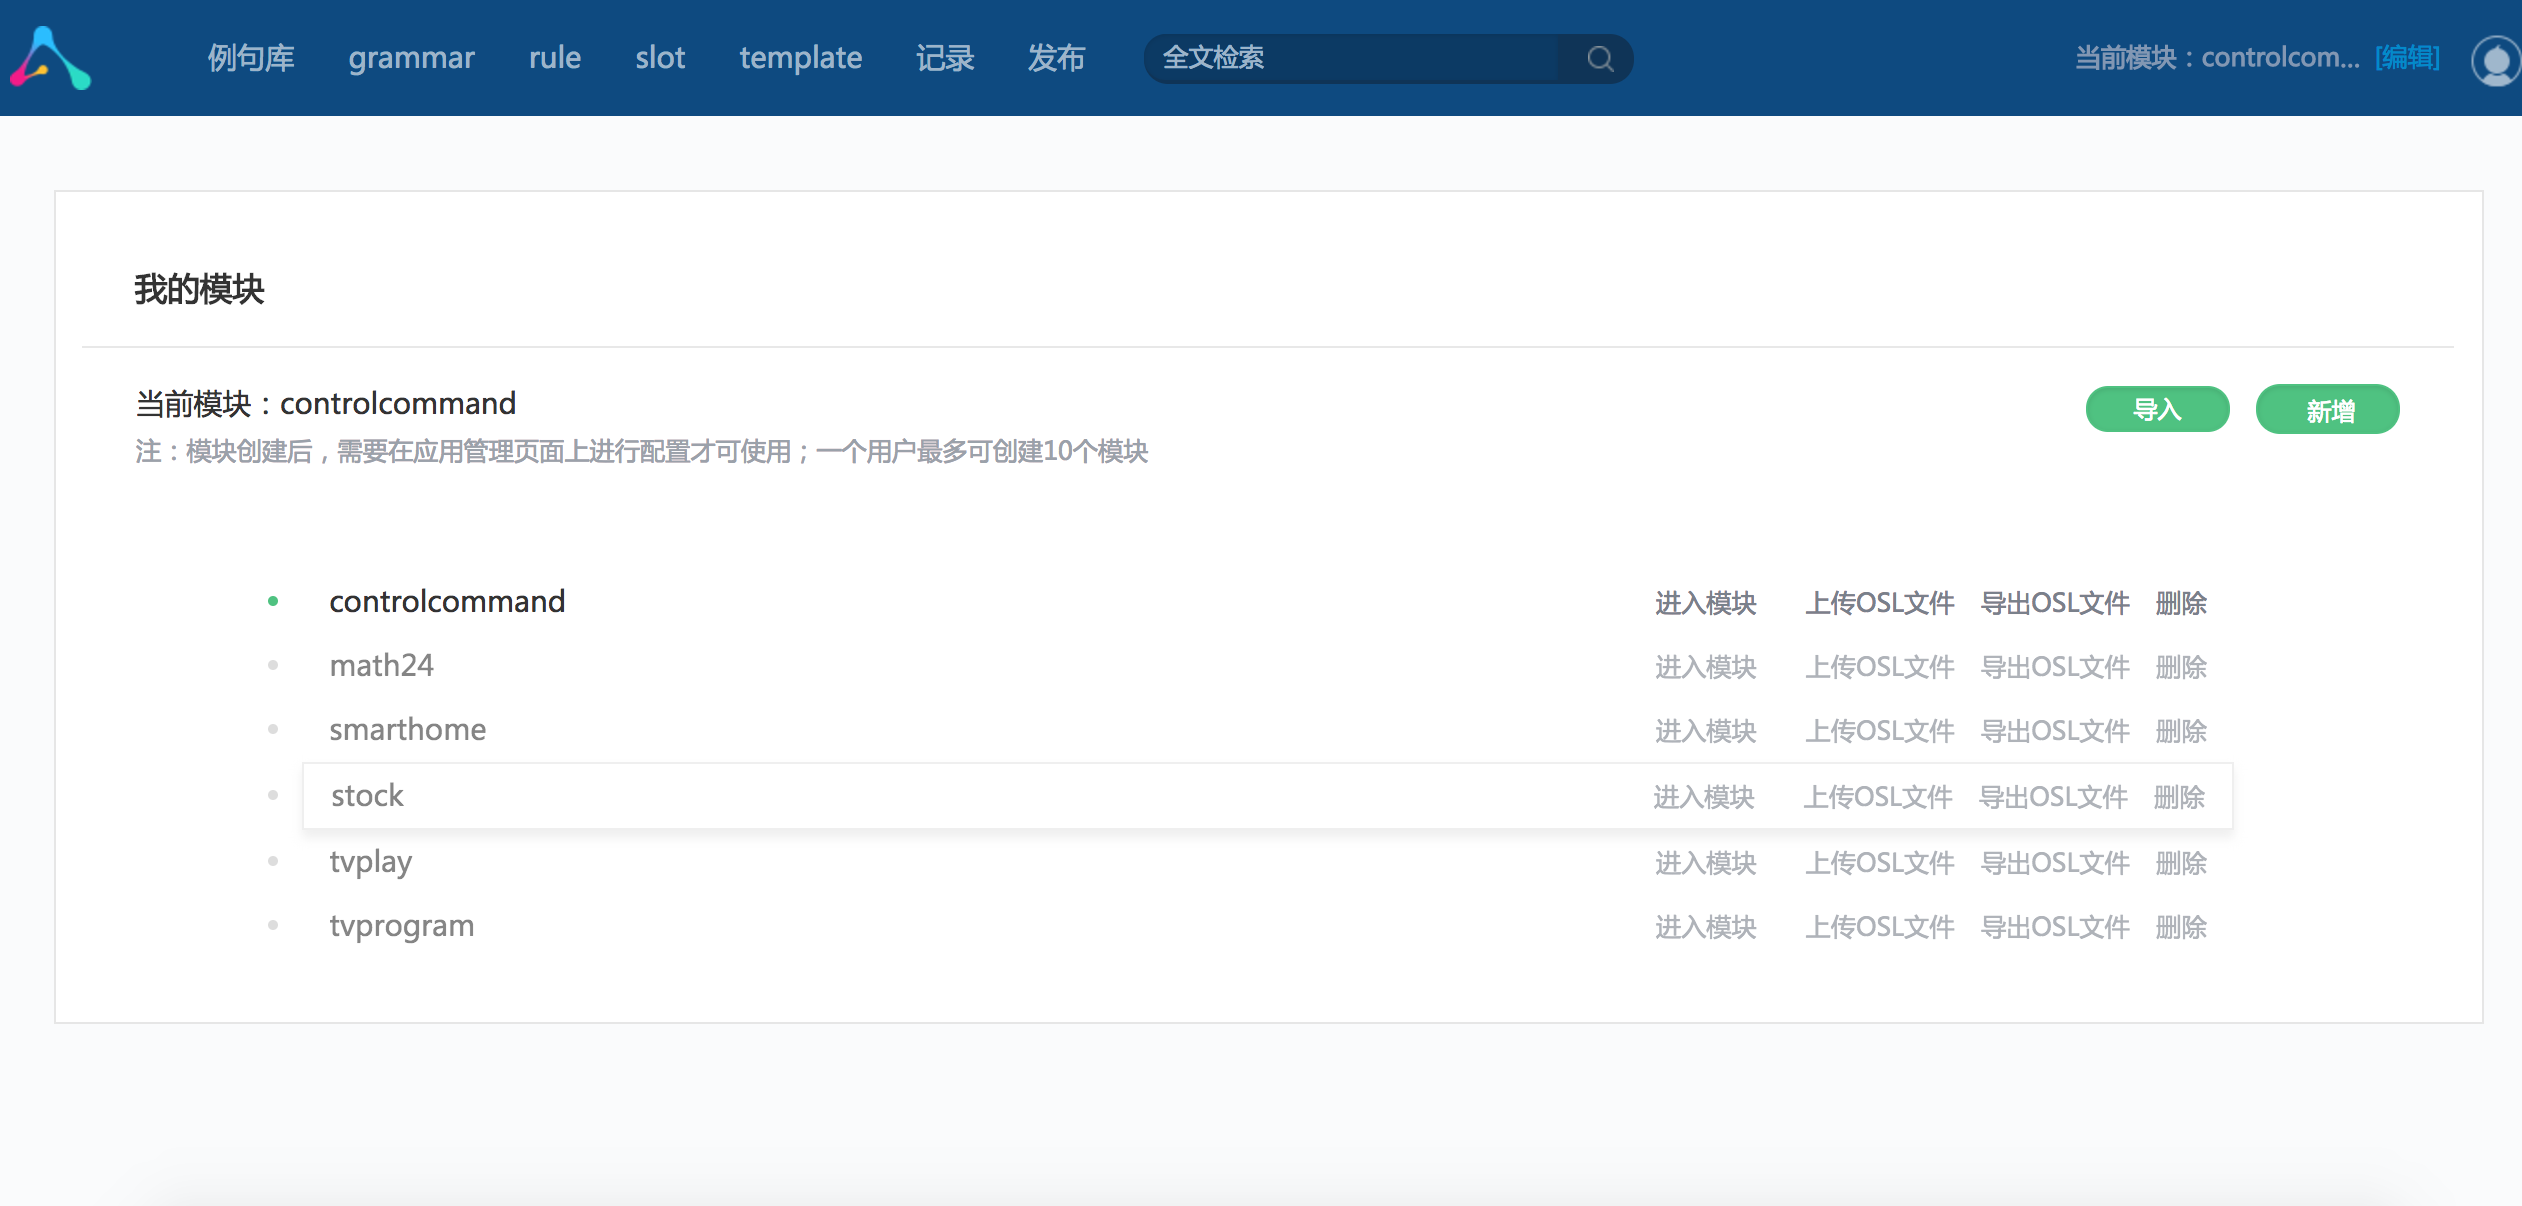 例句库 grammar rule slot template 记录 发布 全文检索 当前模块：controlcom... [编辑]
我的模块
当前模块：controlcommand 导入 新增
注：模块创建后，需要在应用管理页面上进行配置才可使用；一个用户最多可创建10个模块
controlcommand 进入模块 上传OSL文件 导出OSL文件 删除
math24 进入模块 上传OSL文件 导出OSL文件 删除
smarthome 进入模块 上传OSL文件 导出OSL文件 删除
stock 进入模块 上传OSL文件 导出OSL文件 删除
tvplay 进入模块 上传OSL文件 导出OSL文件 删除
tvprogram 进入模块 上传OSL文件 导出OSL文件 删除